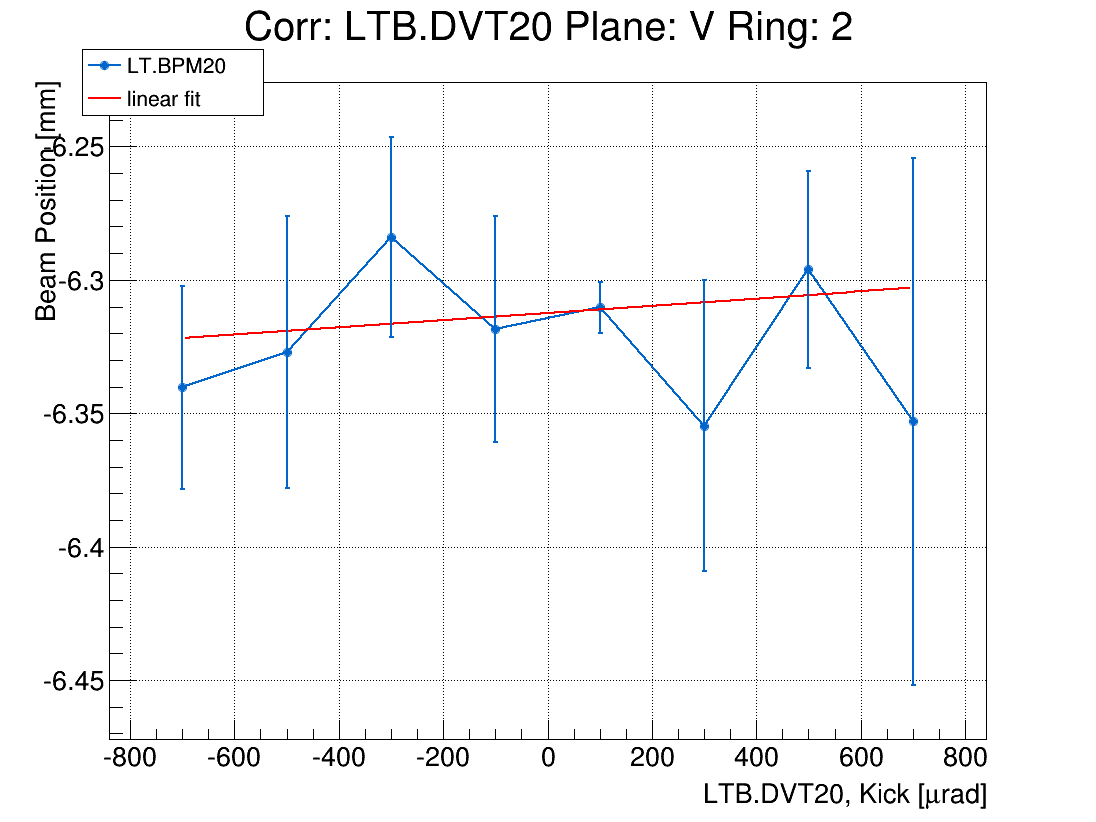 Corr: LTB.DVT20 Plane: V Ring: 2
LT.BPM20
linear fit
Beam Position [mm]
-6.25
-6.3
-6.35
-6.4
-6.45
-800 -600 -400 -200 0 200 400 600 800
LTB.DVT20, Kick [μrad]